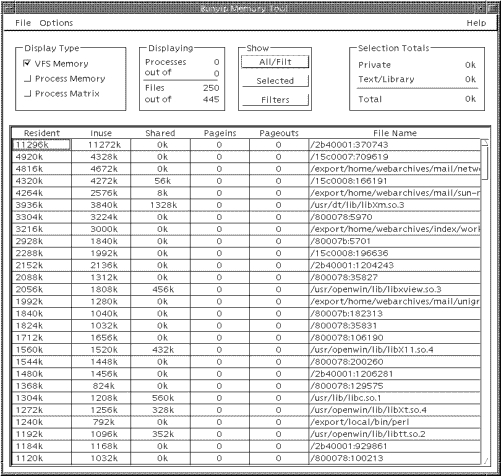 Bunyip Memory Tool
File Options Help
Display Type
VFS Memory
Process Memory
Process Matrix
Displaying
Processes 0
out of 0
Files 250
out of 445
Show
All/Filt
Selected
Filters
Selection Totals
Private 0k
Text/Library 0k
Total 0k
Resident Inuse Shared Pageins Pageouts File Name
11296k 11272k 0k 0 0 /2b40001:370743
4920k 4328k 0k 0 0 /15c0007:709619
4816k 4672k 0k 0 0 /export/home/webarchives/mail/netw
4320k 4272k 56k 0 0 /15c0008:166191
4264k 2576k 8k 0 0 /export/home/webarchives/mail/sun-r
3936k 3840k 1328k 0 0 /usr/dt/lib/libXm.so.3
3304k 3224k 0k 0 0 /800078:5970
3216k 3000k 0k 0 0 /export/home/webarchives/index/worl
2928k 1840k 0k 0 0 /80007b:5701
2288k 1992k 0k 0 0 /15c0008:196636
2152k 2136k 0k 0 0 /2b40001:1204243
2088k 1312k 0k 0 0 /800078:35827
2056k 1808k 456k 0 0 /usr/openwin/lib/libxview.so.3
1992k 1280k 0k 0 0 /export/home/webarchives/mail/unigr
1840k 1040k 0k 0 0 /80007b:182313
1824k 1032k 0k 0 0 /800078:35831
1712k 1656k 0k 0 0 /800078:106190
1560k 1520k 432k 0 0 /usr/openwin/lib/libX11.so.4
1544k 1448k 0k 0 0 /800078:200260
1480k 1456k 0k 0 0 /2b40001:1206281
1368k 824k 0k 0 0 /800078:129575
1304k 1208k 560k 0 0 /usr/lib/libc.so.1
1272k 1256k 328k 0 0 /usr/openwin/lib/libXt.so.4
1240k 792k 0k 0 0 /export/local/bin/perl
1192k 1096k 352k 0 0 /usr/openwin/lib/libtt.so.2
1184k 1168k 0k 0 0 /2b40001:929861
1120k 1032k 0k 0 0 /800078:100213